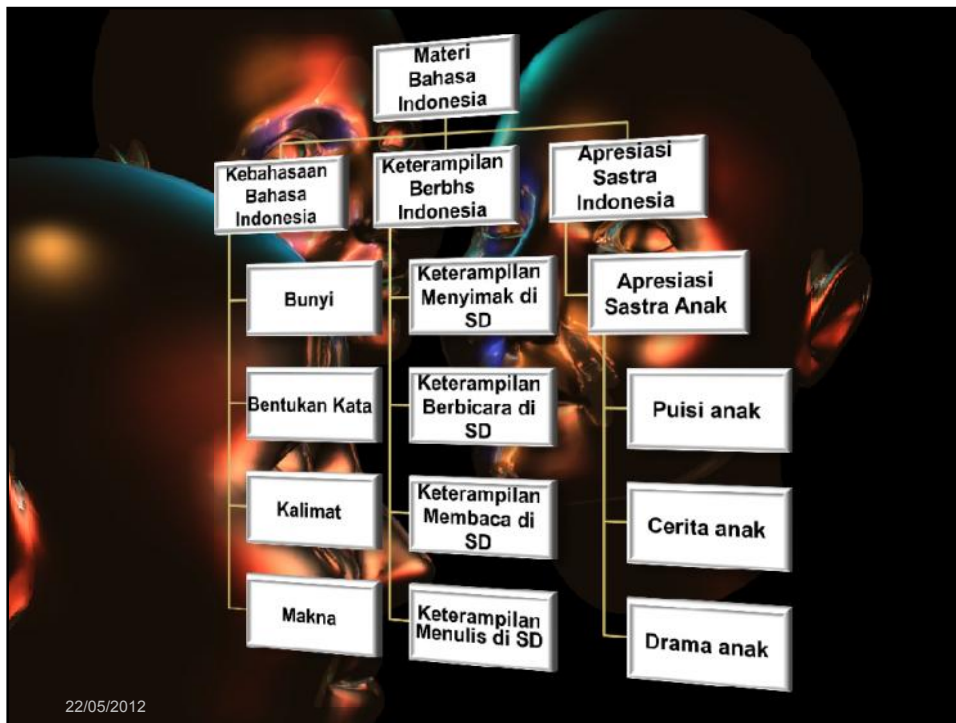 Materi
Bahasa
Indonesia
Kebahasaan
Bahasa
Indonesia
Keterampilan
Berbhs
Indonesia
Apresiasi
Sastra
Indonesia
Bunyi
Bentukan Kata
Kalimat
Makna
Keterampilan
Menyimak di
SD
Keterampilan
Berbicara di
SD
Keterampilan
Membaca di
SD
Keterampilan
Menulis di SD
Apresiasi
Sastra Anak
Puisi anak
Cerita anak
Drama anak
22/05/2012